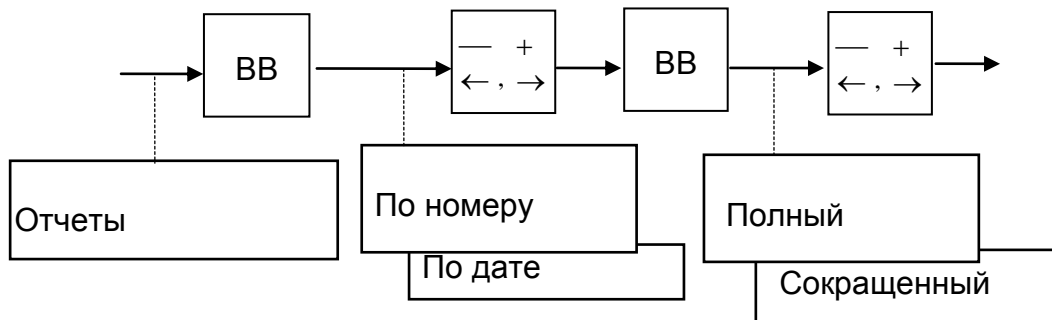 ВВ
— +
← , →
ВВ
— +
← , →
Отчеты
По номеру
По дате
Полный
Сокращенный